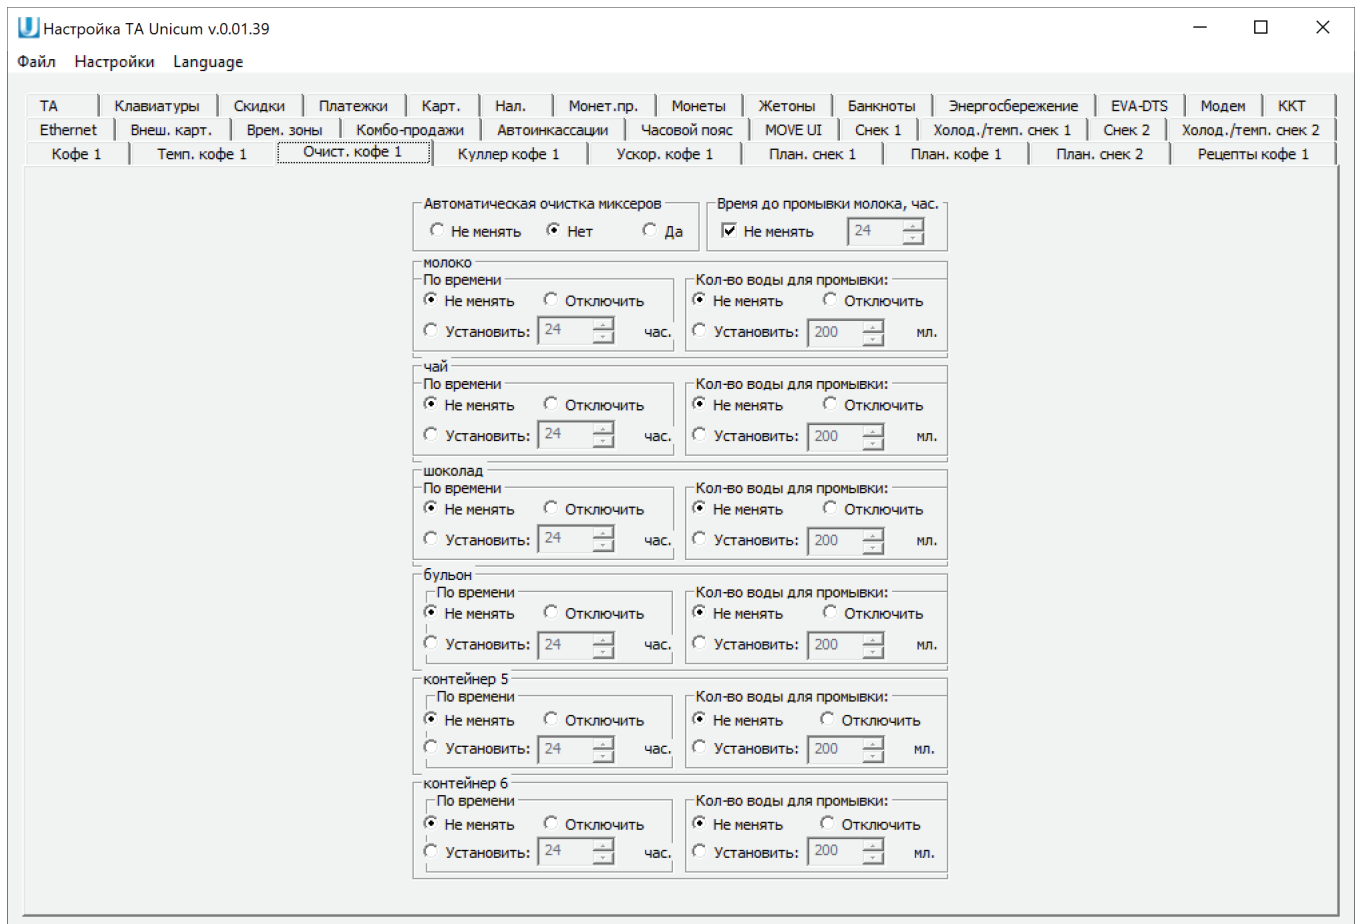 Настройка TA Unicum v.0.01.39
Файл Настройки Language
ТА Клавиатуры Скидки Платежки Карт. Нал. Монет.пр. Монеты Жетоны Банкноты Энергосбережение EVA-DTS Модем ККТ
Ethernet Внеш. карт. Врем. зоны Комбо-продажи Автоинкассации Часовой пояс MOVE UI Снек 1 Холод./темп. снек 1 Снек 2 Холод./темп. снек 2
Кофе 1 Темп. кофе 1 Очист. кофе 1 Куллер кофе 1 Ускор. кофе 1 План. снек 1 План. кофе 1 План. снек 2 Рецепты кофе 1
Автоматическая очистка миксеров Время до промывки молока, час.
Не менять Нет Да Не менять 24
молоко
По времени Кол-во воды для промывки:
Не менять Отключить Не менять Отключить
Установить: 24 час. Установить: 200 мл.
чай
По времени Кол-во воды для промывки:
Не менять Отключить Не менять Отключить
Установить: 24 час. Установить: 200 мл.
шоколад
По времени Кол-во воды для промывки:
Не менять Отключить Не менять Отключить
Установить: 24 час. Установить: 200 мл.
бульон
По времени Кол-во воды для промывки:
Не менять Отключить Не менять Отключить
Установить: 24 час. Установить: 200 мл.
контейнер 5
По времени Кол-во воды для промывки:
Не менять Отключить Не менять Отключить
Установить: 24 час. Установить: 200 мл.
контейнер 6
По времени Кол-во воды для промывки:
Не менять Отключить Не менять Отключить
Установить: 24 час. Установить: 200 мл.